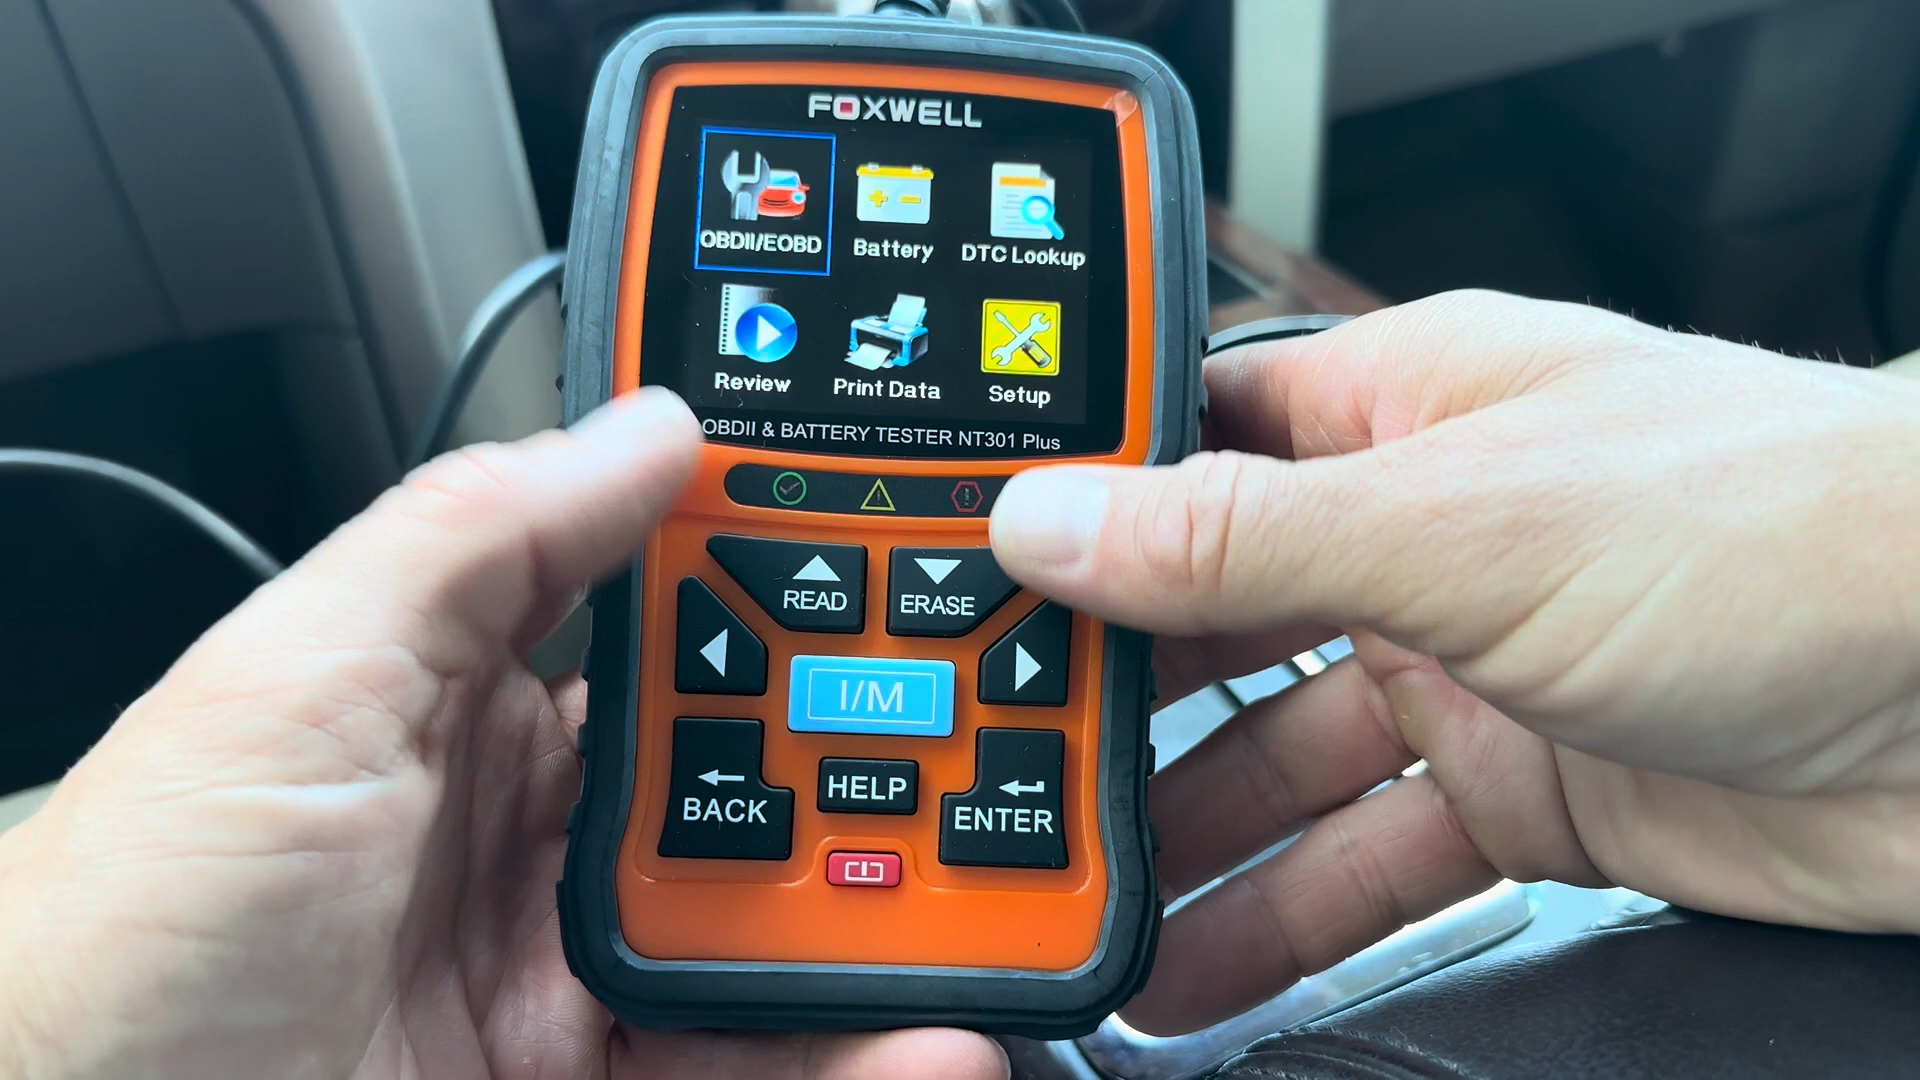 FOXWELL
OBDII/EOBD Battery DTC Lookup
Review Print Data Setup
OBDII & BATTERY TESTER NT301 Plus
READ ERASE
I/M
BACK HELP ENTER